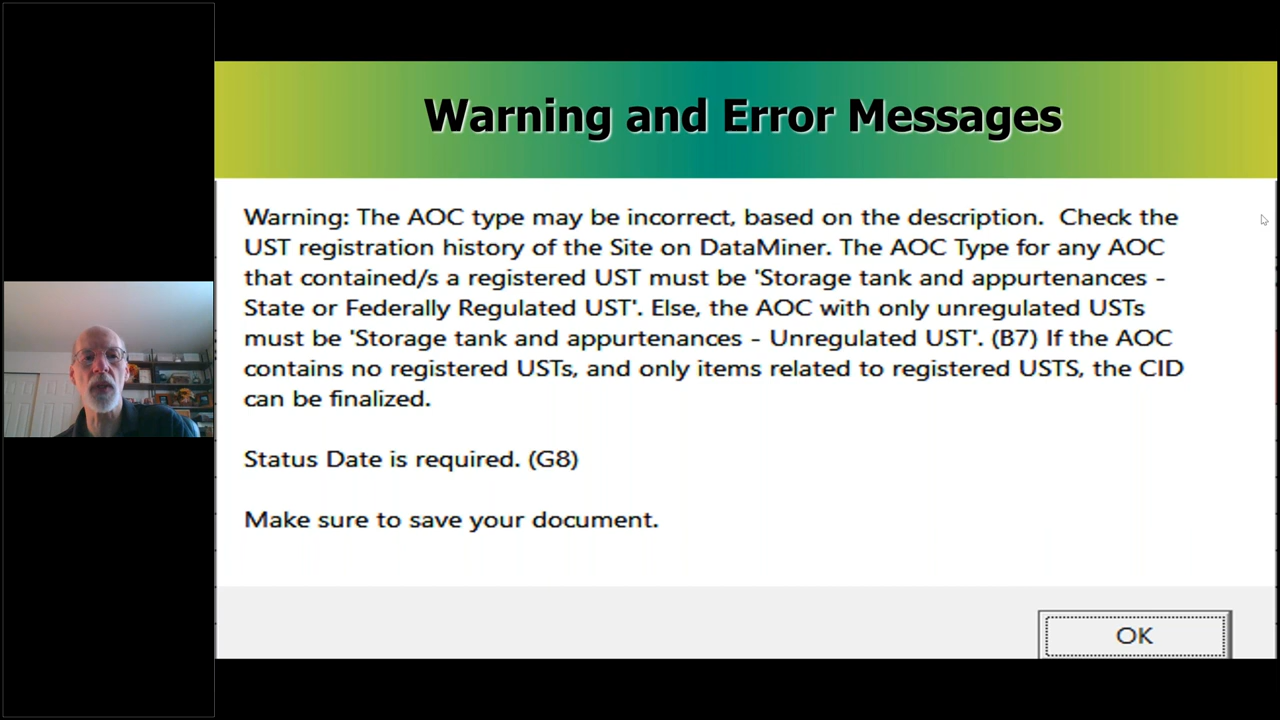 Warning and Error Messages
Warning: The AOC type may be incorrect, based on the description.  Check the
UST registration history of the Site on DataMiner. The AOC Type for any AOC
that contained/s a registered UST must be 'Storage tank and appurtenances -
State or Federally Regulated UST'. Else, the AOC with only unregulated USTs
must be 'Storage tank and appurtenances - Unregulated UST'. (B7) If the AOC
contains no registered USTs, and only items related to registered USTS, the CID
can be finalized.
Status Date is required. (G8)
Make sure to save your document.
OK